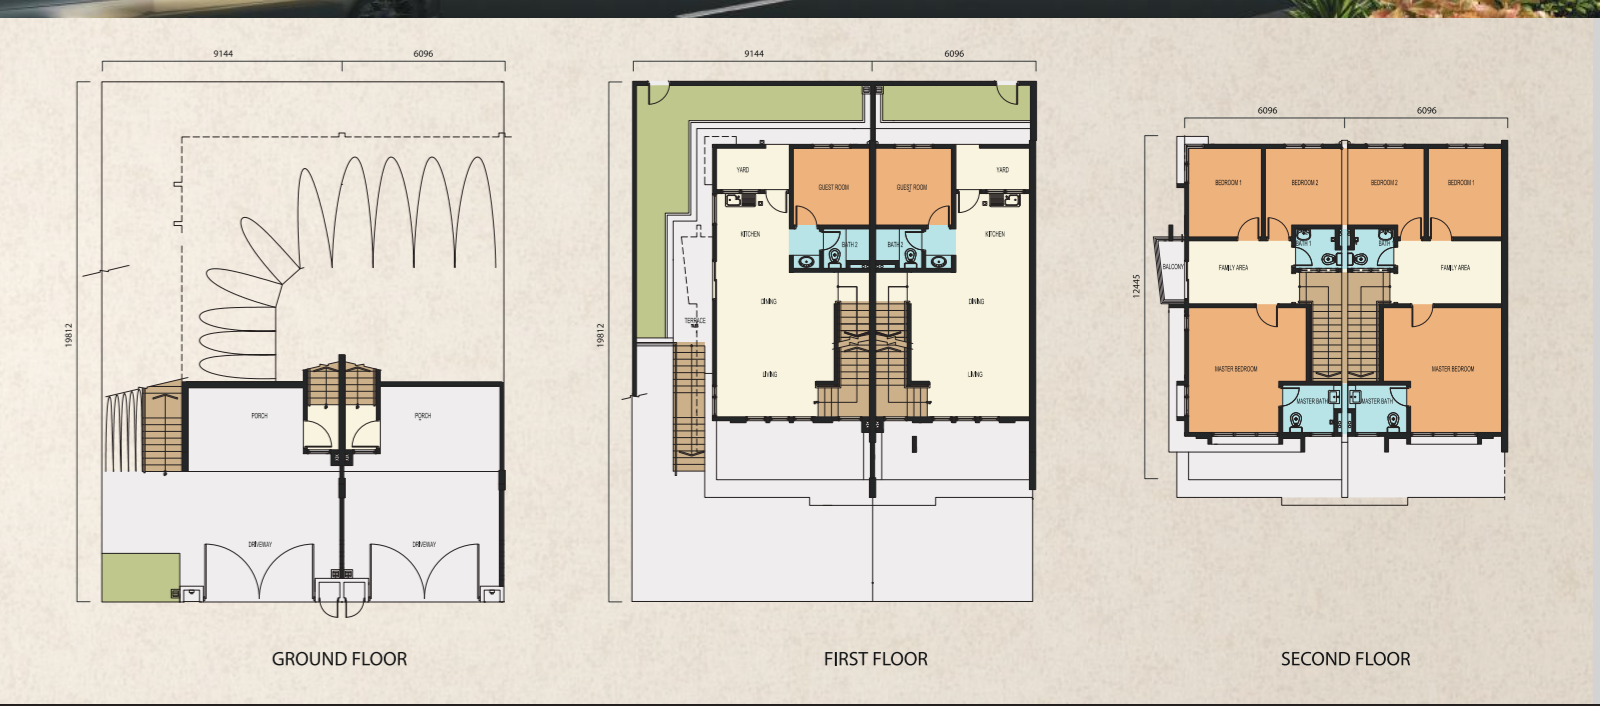 9144 6096
19812
PORCH PORCH
DRIVEWAY DRIVEWAY
GROUND FLOOR
9144 6096
19812
YARD GUEST ROOM GUEST ROOM YARD
KITCHEN BATH 2 BATH 2 KITCHEN
DINING DINING
TERRACE
LIVING LIVING
FIRST FLOOR
6096 6096
12445
BEDROOM 1 BEDROOM 2 BEDROOM 2 BEDROOM 1
BATH 1 BATH
BALCONY FAMILY AREA FAMILY AREA
MASTER BEDROOM MASTER BEDROOM
MASTER BATH MASTER BATH
SECOND FLOOR